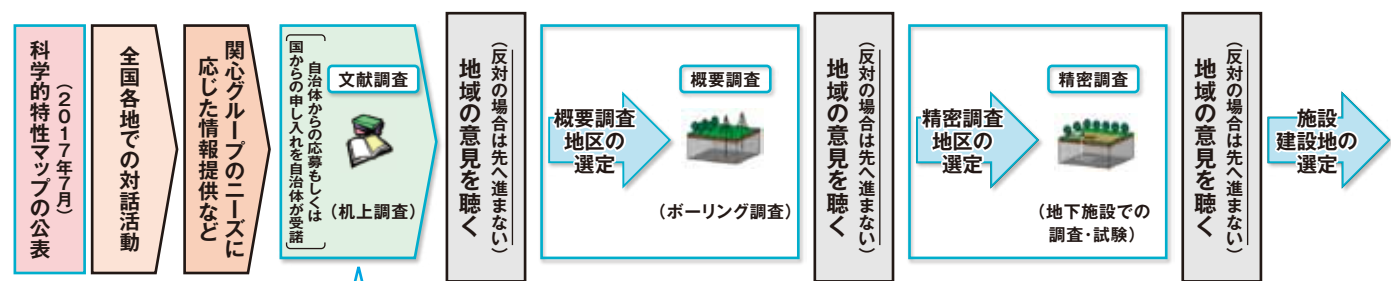 科学的特性マップの公表
（2017年7月）
全国各地での対話活動
関心グループのニーズに
応じた情報提供など
文献調査
自治体からの応募もしくは
国からの申し入れを自治体が受諾
（机上調査）
地域の意見を聴く
（反対の場合は先へ進まない）
概要調査
地区の
選定
概要調査
（ボーリング調査）
地域の意見を聴く
（反対の場合は先へ進まない）
精密調査
地区の
選定
精密調査
（地下施設での
調査・試験）
地域の意見を聴く
（反対の場合は先へ進まない）
施設
建設地の
選定